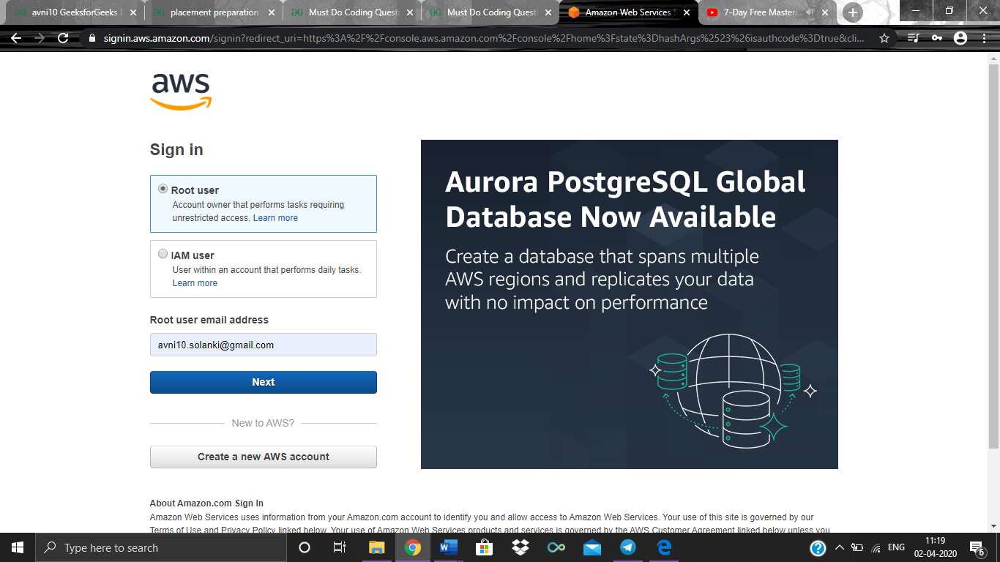 avni10 GeeksforGeeks
placement preparation
Must Do Coding Quest
Must Do Coding Quest
Amazon Web Services S
7-Day Free Masterc
signin.aws.amazon.com/signin?redirect_uri=https%3A%2F%2Fconsole.aws.amazon.com%2Fconsole%2Fhome%3Fstate%3DhashArgs%2523%26isauthcode%3Dtrue&cli...
aws
Sign in
Root user
Account owner that performs tasks requiring
unrestricted access. Learn more
IAM user
User within an account that performs daily tasks.
Learn more
Root user email address
avni10.solanki@gmail.com
Next
New to AWS?
Create a new AWS account
Aurora PostgreSQL Global
Database Now Available
Create a database that spans multiple
AWS regions and replicates your data
with no impact on performance
About Amazon.com Sign In
Amazon Web Services uses information from your Amazon.com account to identify you and allow access to Amazon Web Services. Your use of this site is governed by our
Terms of Use and Privacy Policy linked below. Your use of Amazon Web Services products and services is governed by the AWS Customer Agreement linked below unless you
Type here to search
ENG
11:19
02-04-2020
6